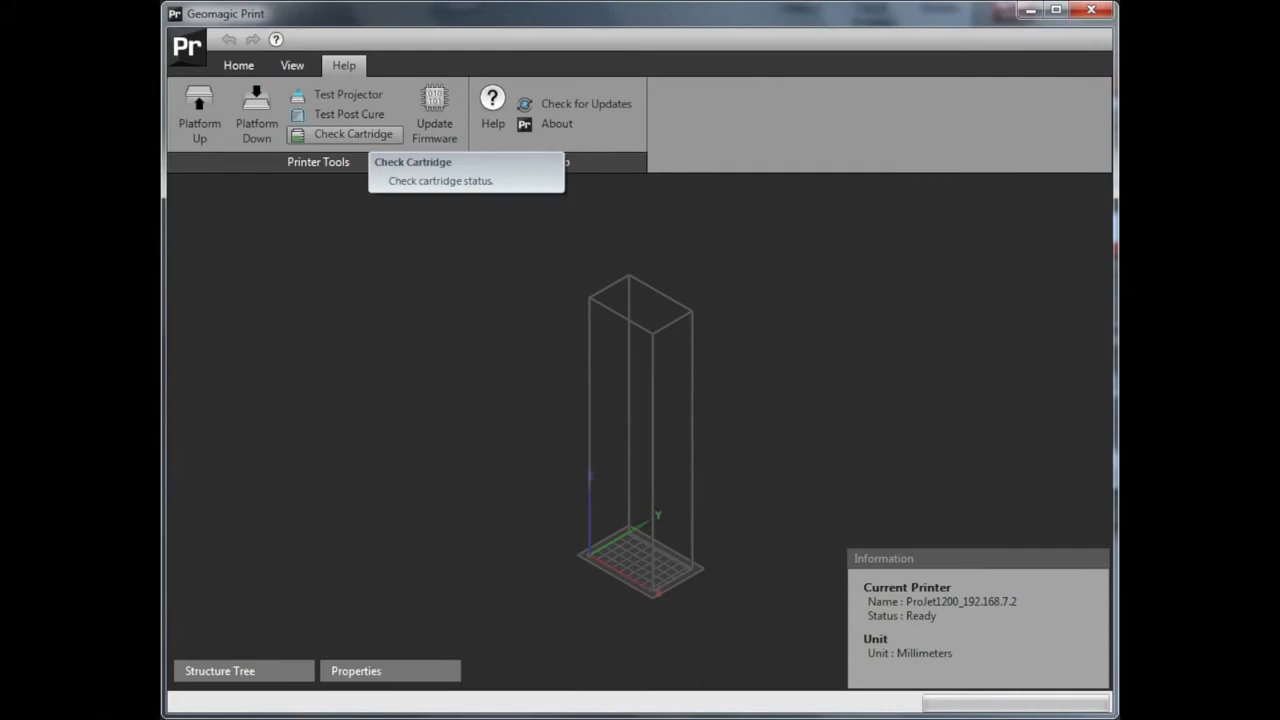 Geomagic Print
Pr
Home
View
Help
Platform
Up
Platform
Down
Test Projector
Test Post Cure
Check Cartridge
Update
Firmware
?
Help
Check for Updates
Pr About
Printer Tools
Check Cartridge
Check cartridge status.
Y
Information
Current Printer
Name : ProJet1200_192.168.7.2
Status : Ready
Unit
Unit : Millimeters
Structure Tree
Properties